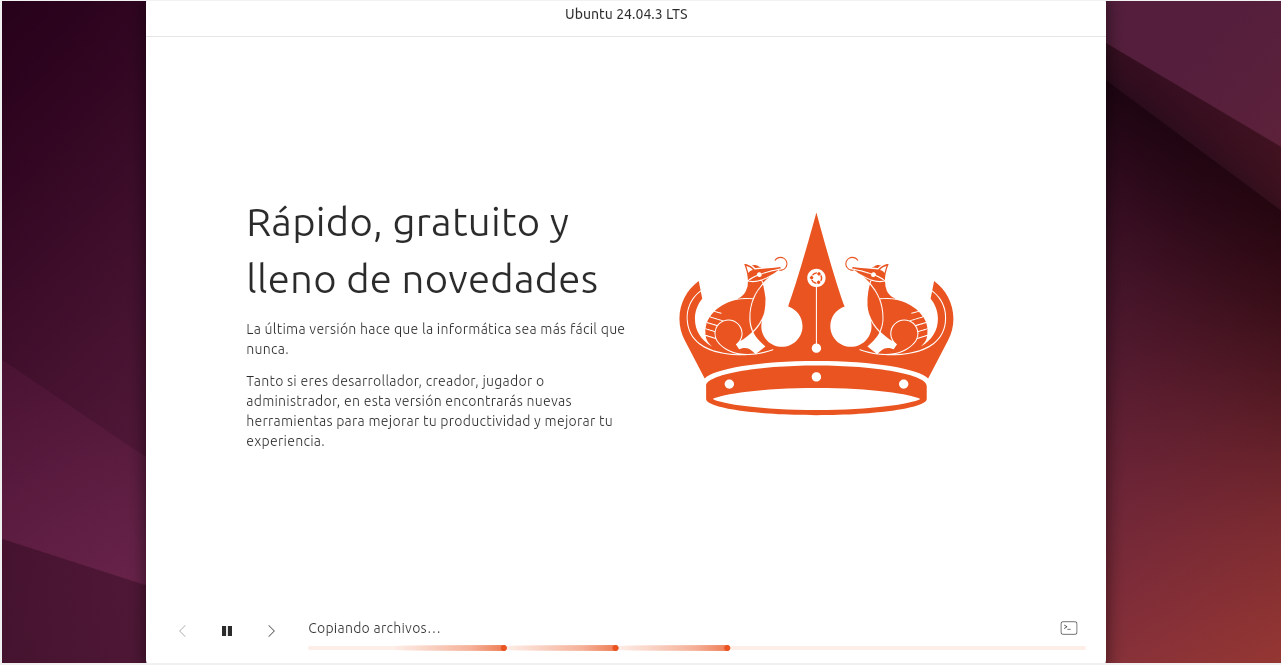 Ubuntu 24.04.3 LTS
Rápido, gratuito y
lleno de novedades
La última versión hace que la informática sea más fácil que
nunca.
Tanto si eres desarrollador, creador, jugador o
administrador, en esta versión encontrarás nuevas
herramientas para mejorar tu productividad y mejorar tu
experiencia.
Copiando archivos…